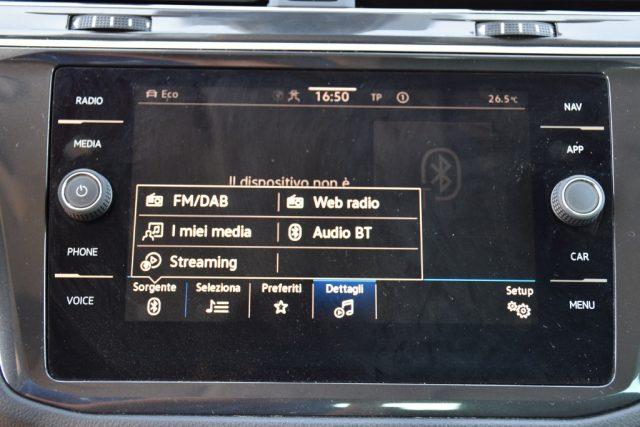 RADIO
MEDIA
PHONE
VOICE
Eco
16:50
TP
26.5°C
Il dispositivo non è
FM/DAB
Web radio
I miei media
Audio BT
Streaming
Sorgente
Seleziona
Preferiti
Dettagli
Setup
NAV
APP
CAR
MENU